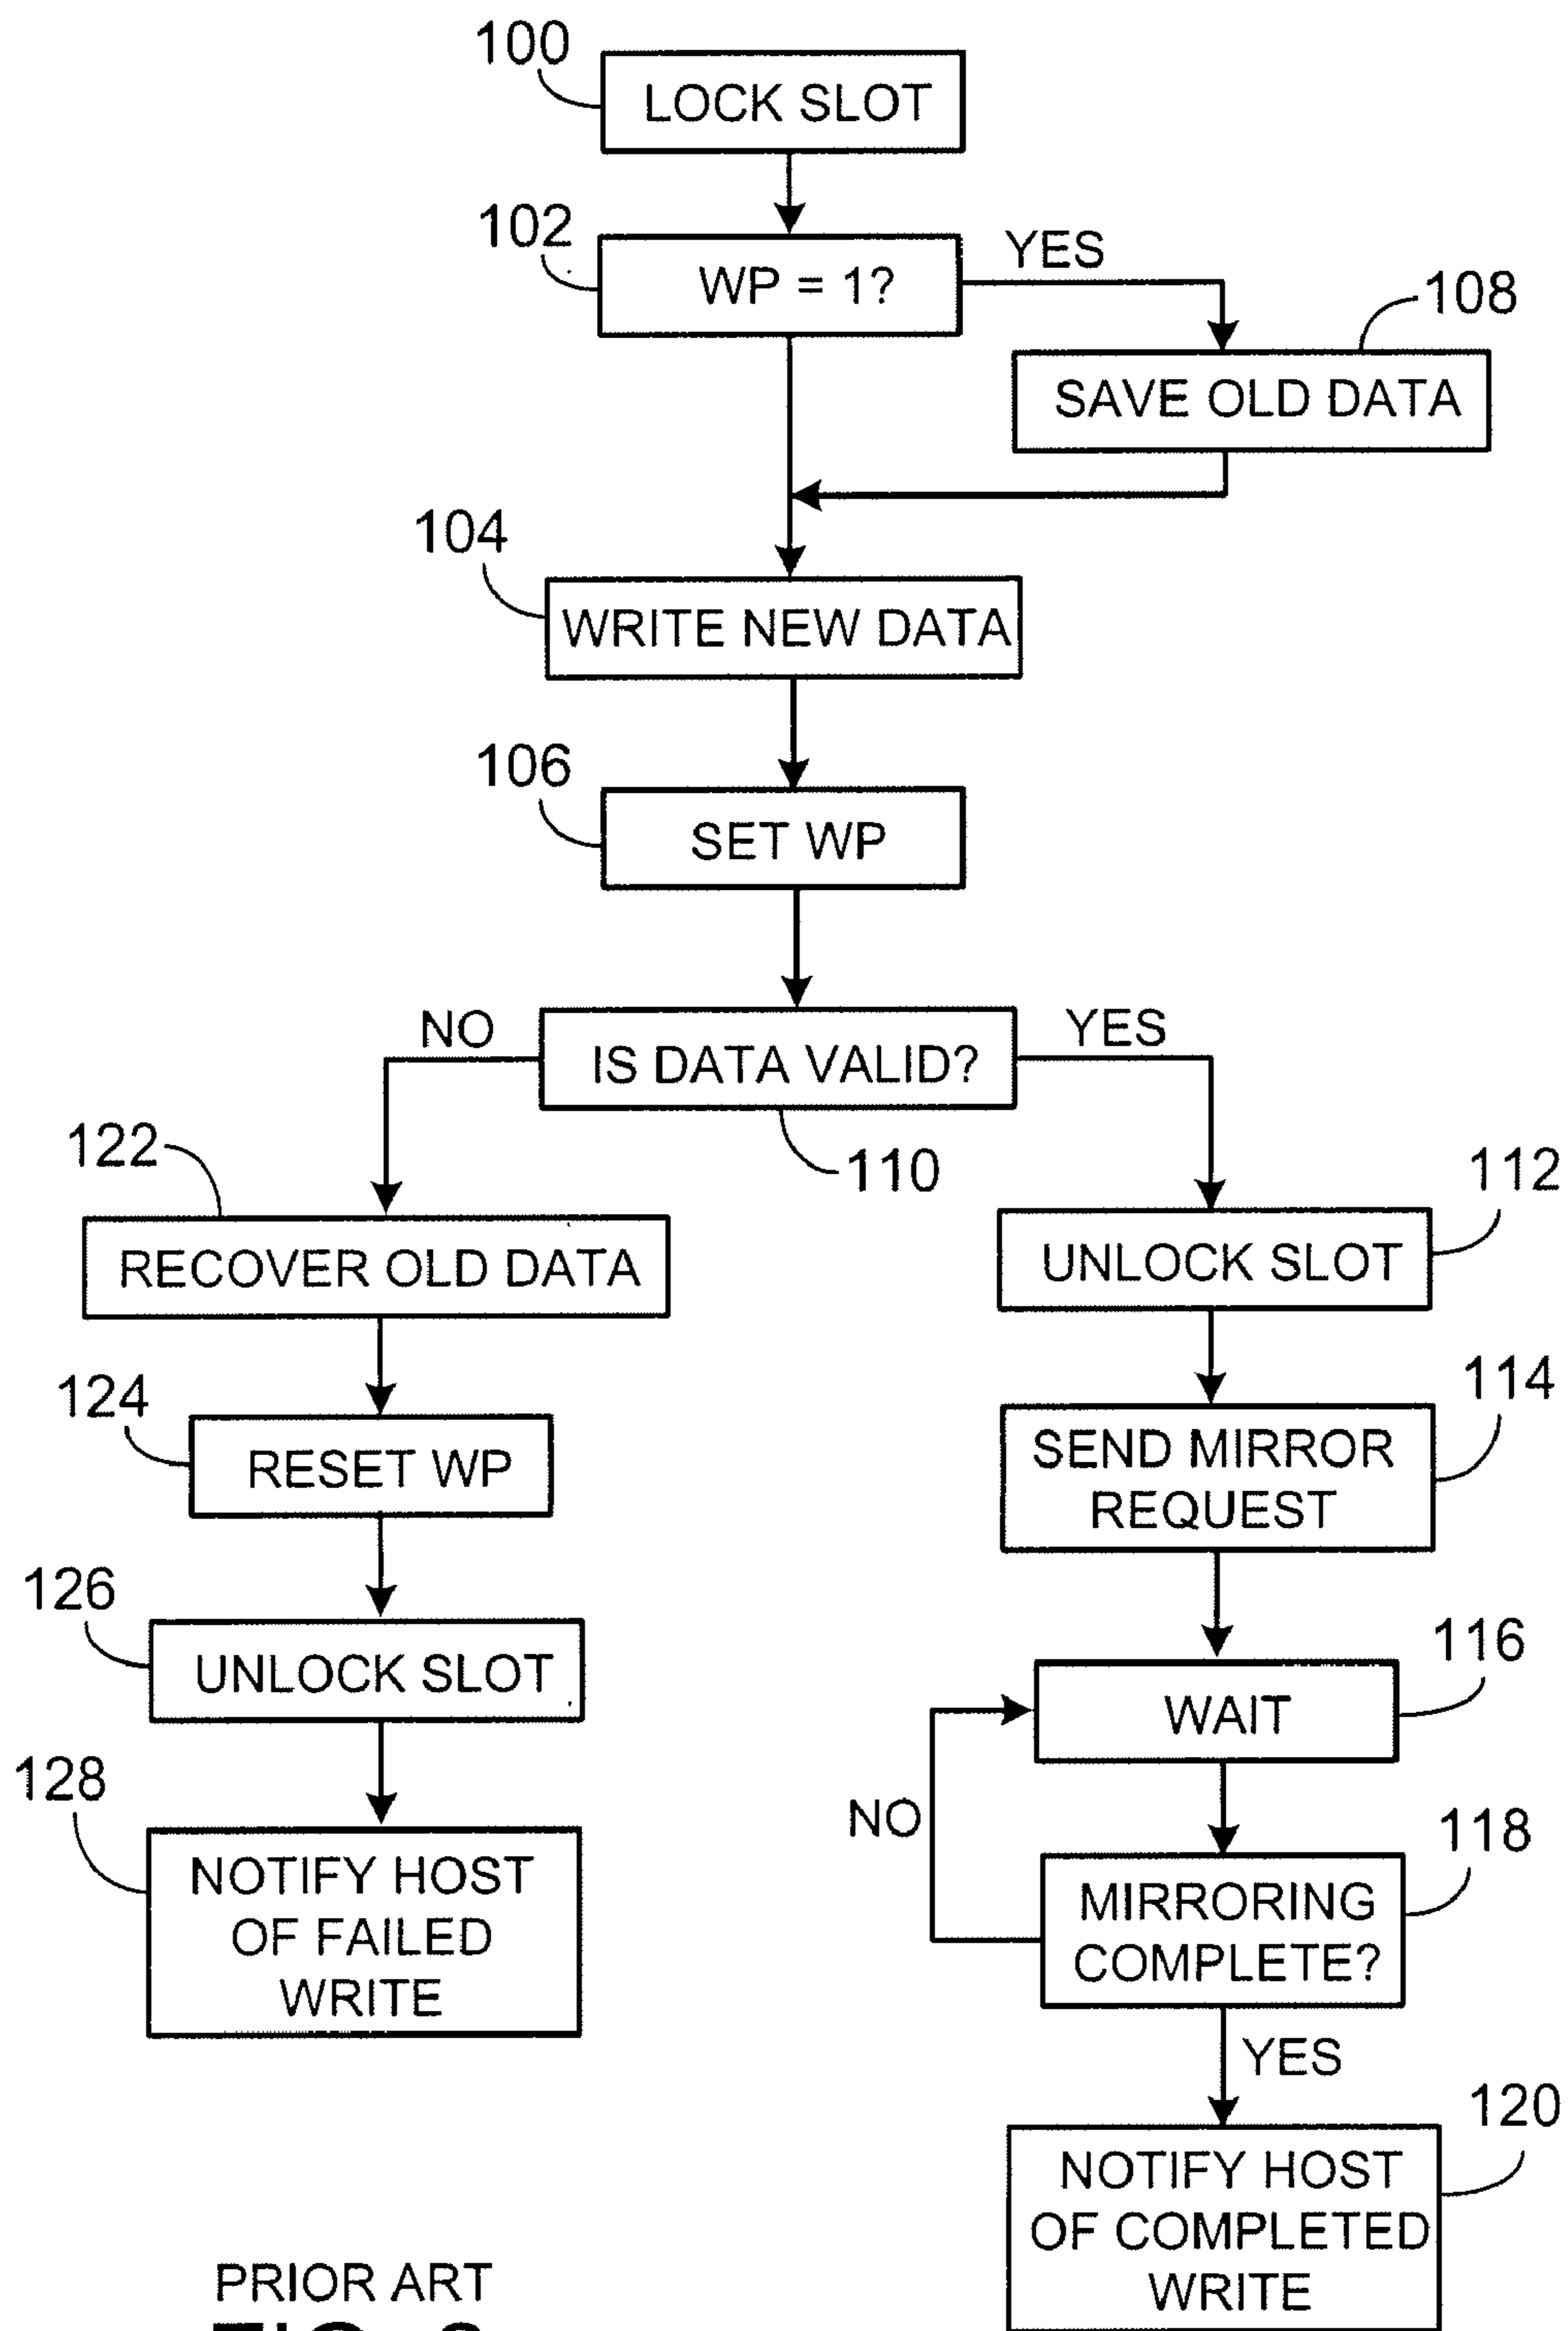 100
LOCK SLOT
102
WP = 1?
YES
108
SAVE OLD DATA
104
WRITE NEW DATA
106
SET WP
NO
IS DATA VALID?
YES
110
122
RECOVER OLD DATA
112
UNLOCK SLOT
124
RESET WP
114
SEND MIRROR
REQUEST
126
UNLOCK SLOT
116
WAIT
128
NOTIFY HOST
OF FAILED
WRITE
NO
118
MIRRORING
COMPLETE?
YES
120
NOTIFY HOST
OF COMPLETED
WRITE
PRIOR ART